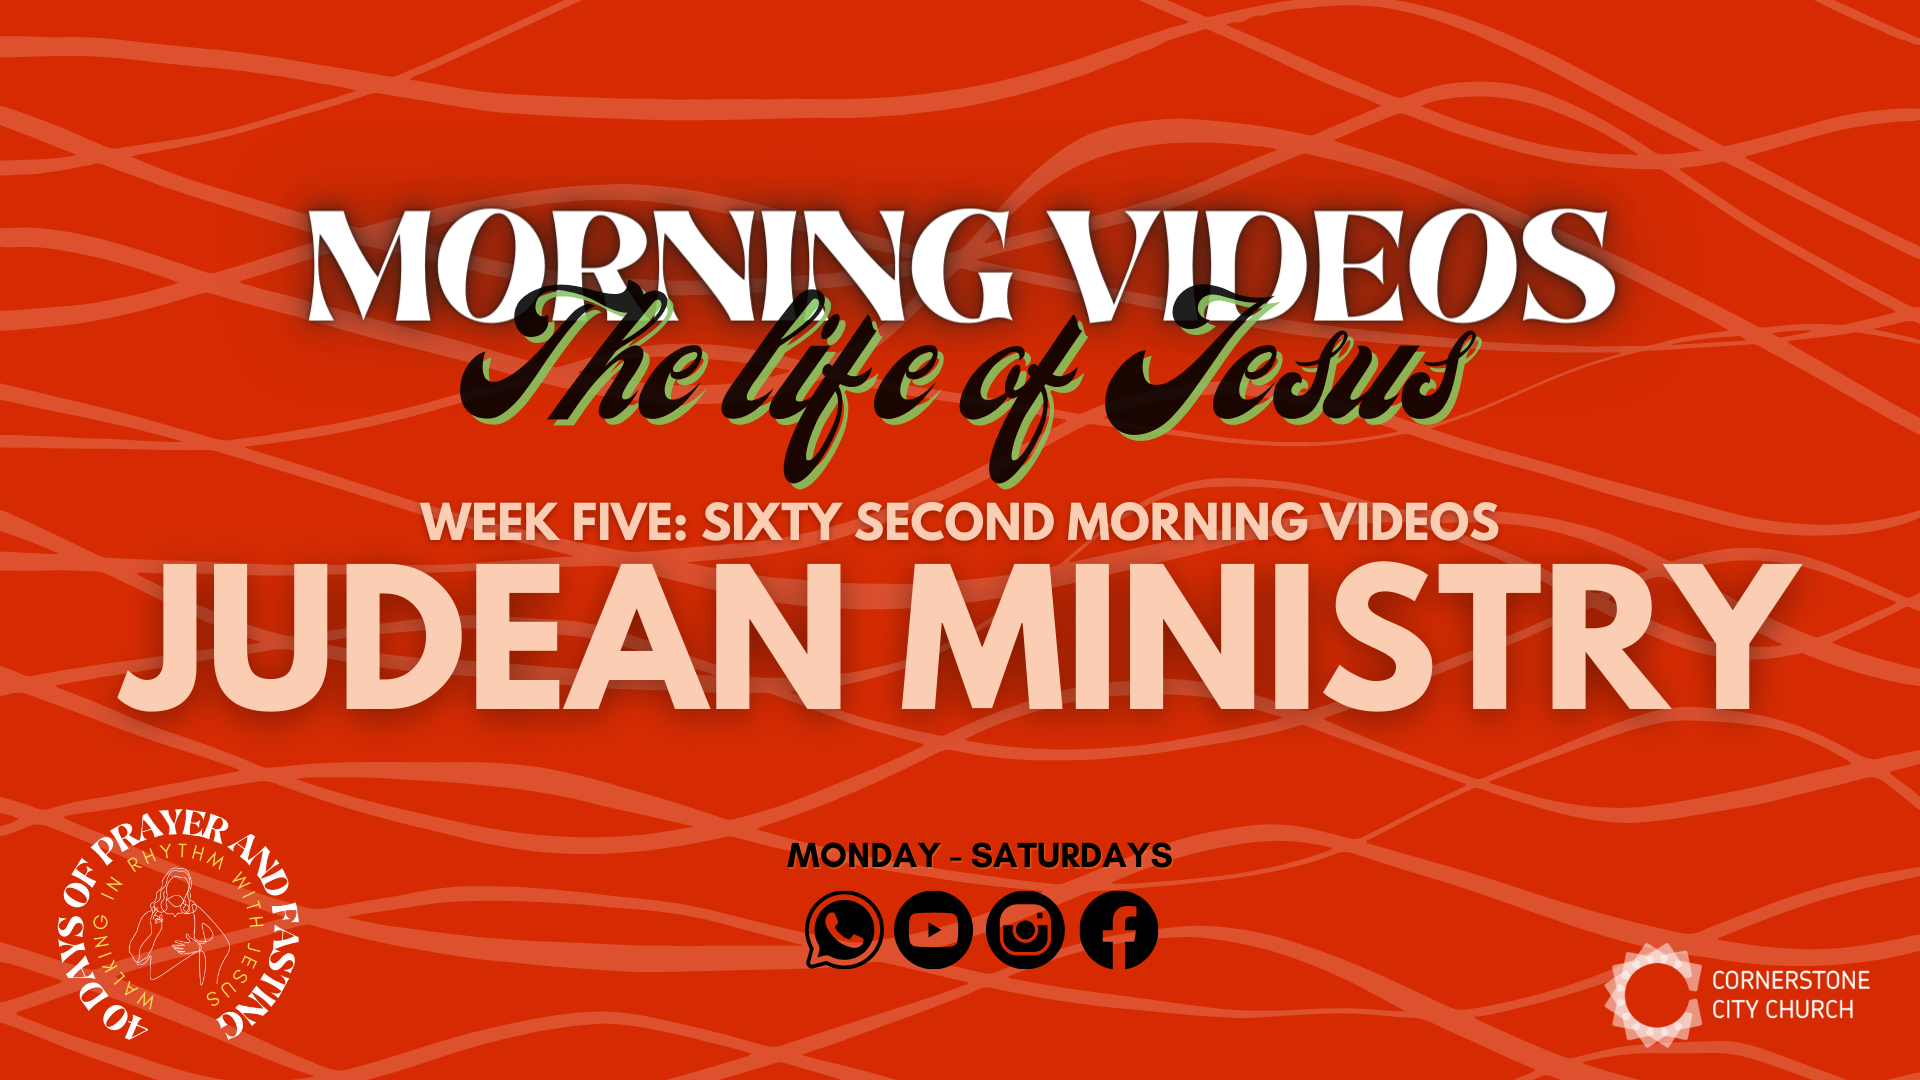 MORNING VIDEOS
The life of Jesus
WEEK FIVE: SIXTY SECOND MORNING VIDEOS
JUDEAN MINISTRY
MONDAY - SATURDAYS
40 DAYS OF PRAYER AND FASTING
WALKING IN RHYTHM WITH JESUS
CORNERSTONE
CITY CHURCH